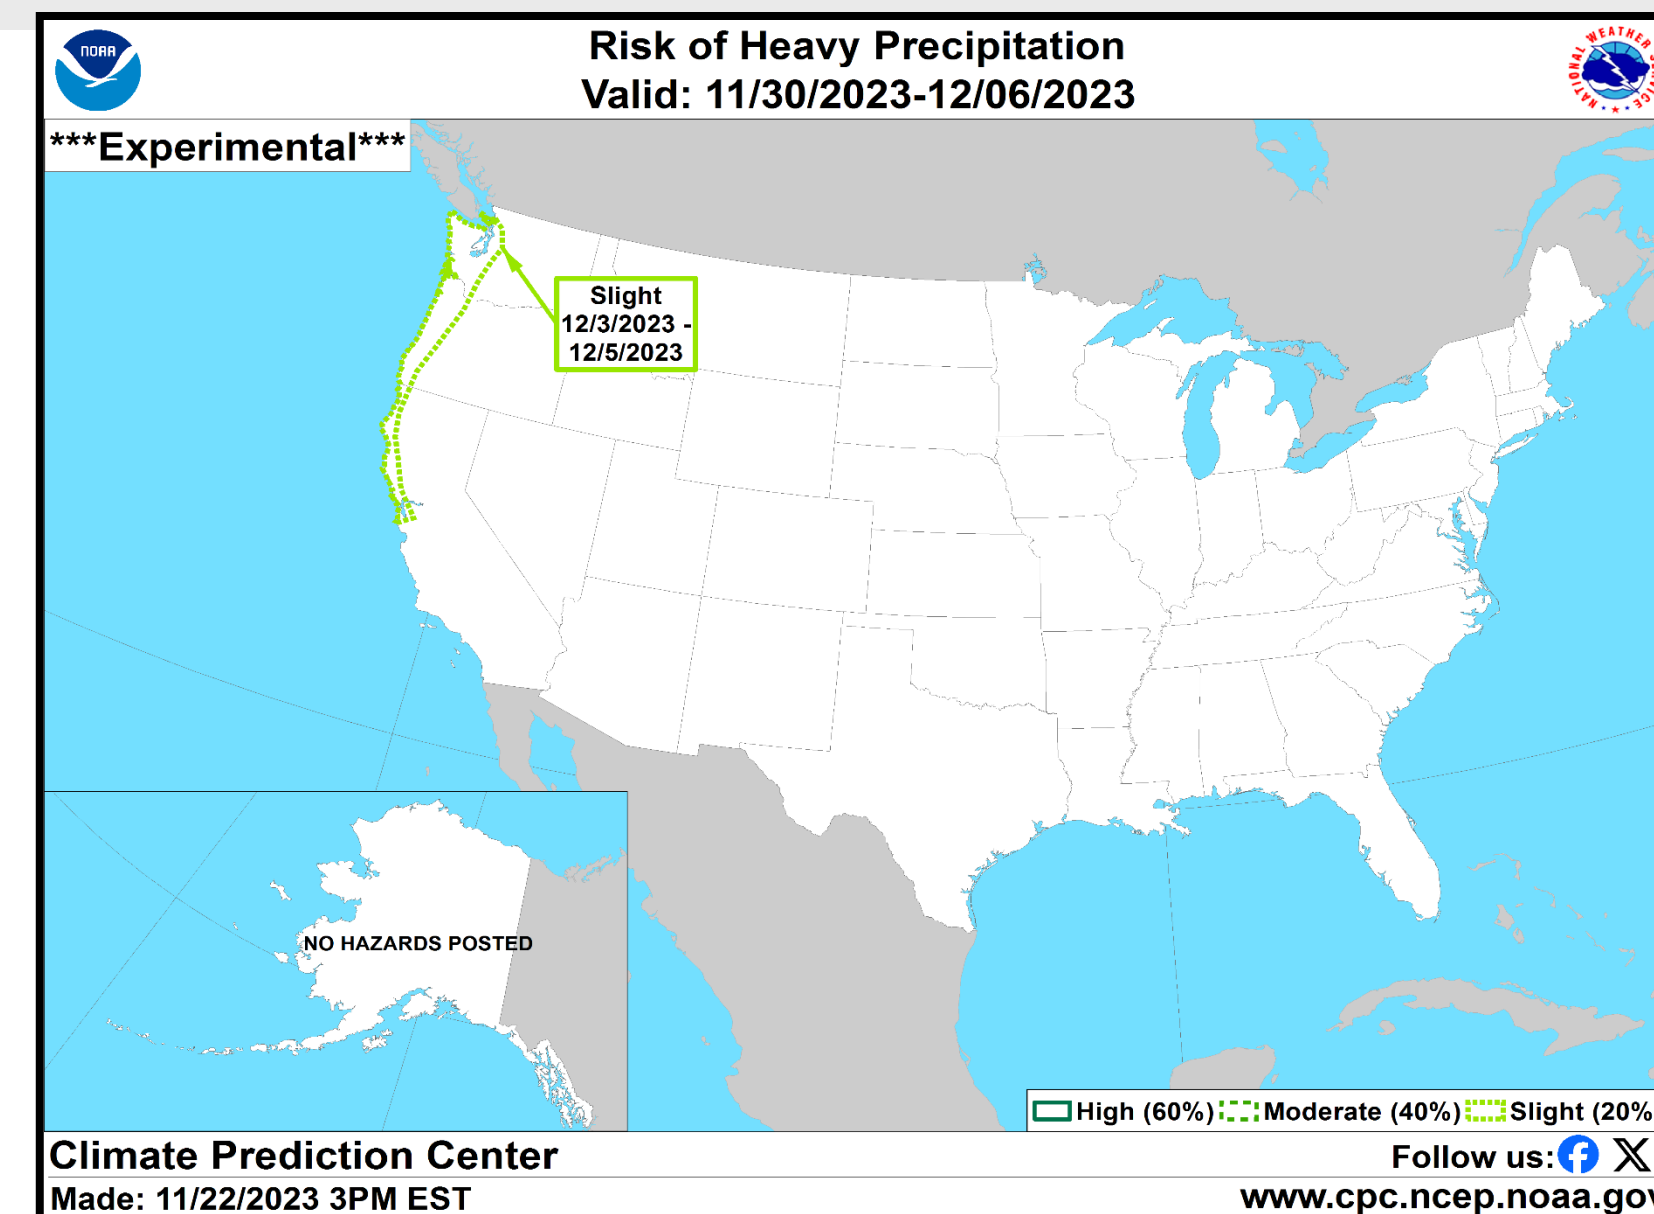 NOAA
Risk of Heavy Precipitation
Valid: 11/30/2023-12/06/2023
NATIONAL WEATHER
***Experimental***
Slight
12/3/2023 -
12/5/2023
NO HAZARDS POSTED
High (60%) Moderate (40%) Slight (20%
Climate Prediction Center
Follow us:
Made: 11/22/2023 3PM EST
www.cpc.ncep.noaa.gov